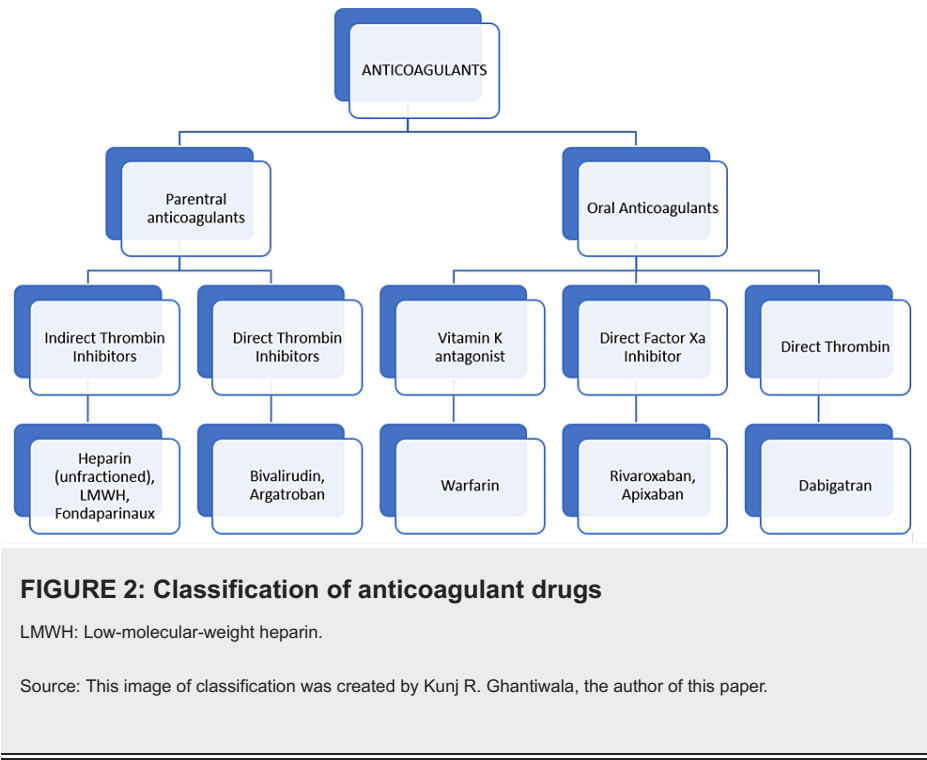 ANTICOAGULANTS
Parentral
anticoagulants
Oral Anticoagulants
Indirect Thrombin
Inhibitors
Direct Thrombin
Inhibitors
Vitamin K
antagonist
Direct Factor Xa
Inhibitor
Direct Thrombin
Heparin
(unfractioned),
LMWH,
Fondaparinaux
Bivalirudin,
Argatroban
Warfarin
Rivaroxaban,
Apixaban
Dabigatran
FIGURE 2: Classification of anticoagulant drugs
LMWH: Low-molecular-weight heparin.
Source: This image of classification was created by Kunj R. Ghantiwala, the author of this paper.